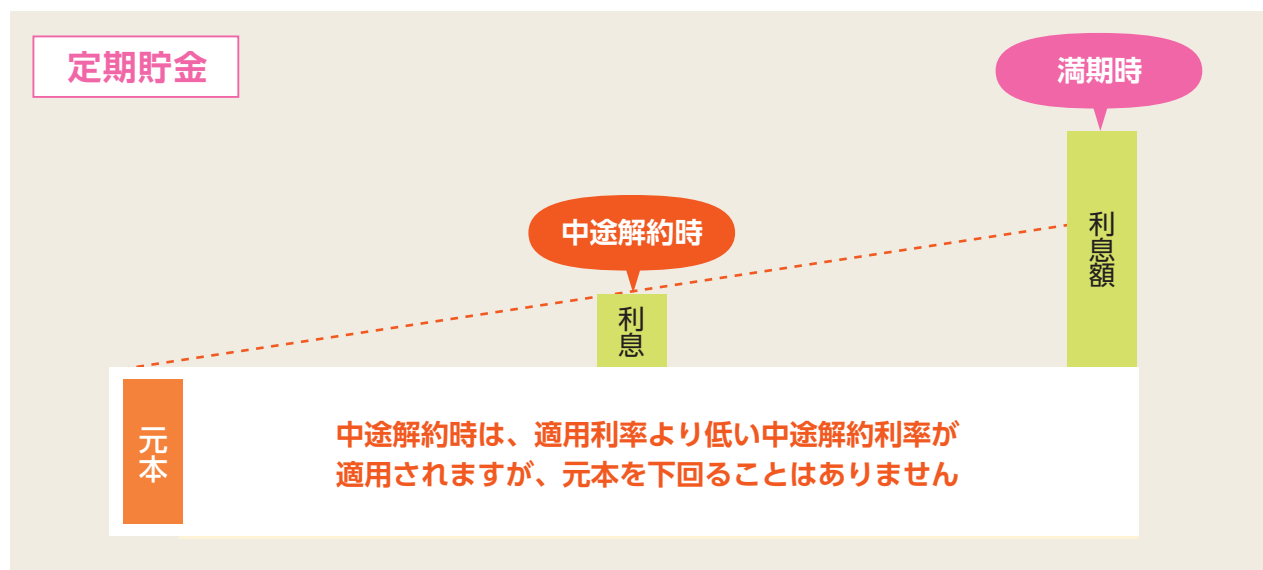 定期貯金
満期時
中途解約時
利息額
利息
元本
中途解約時は、適用利率より低い中途解約利率が
適用されますが、元本を下回ることはありません